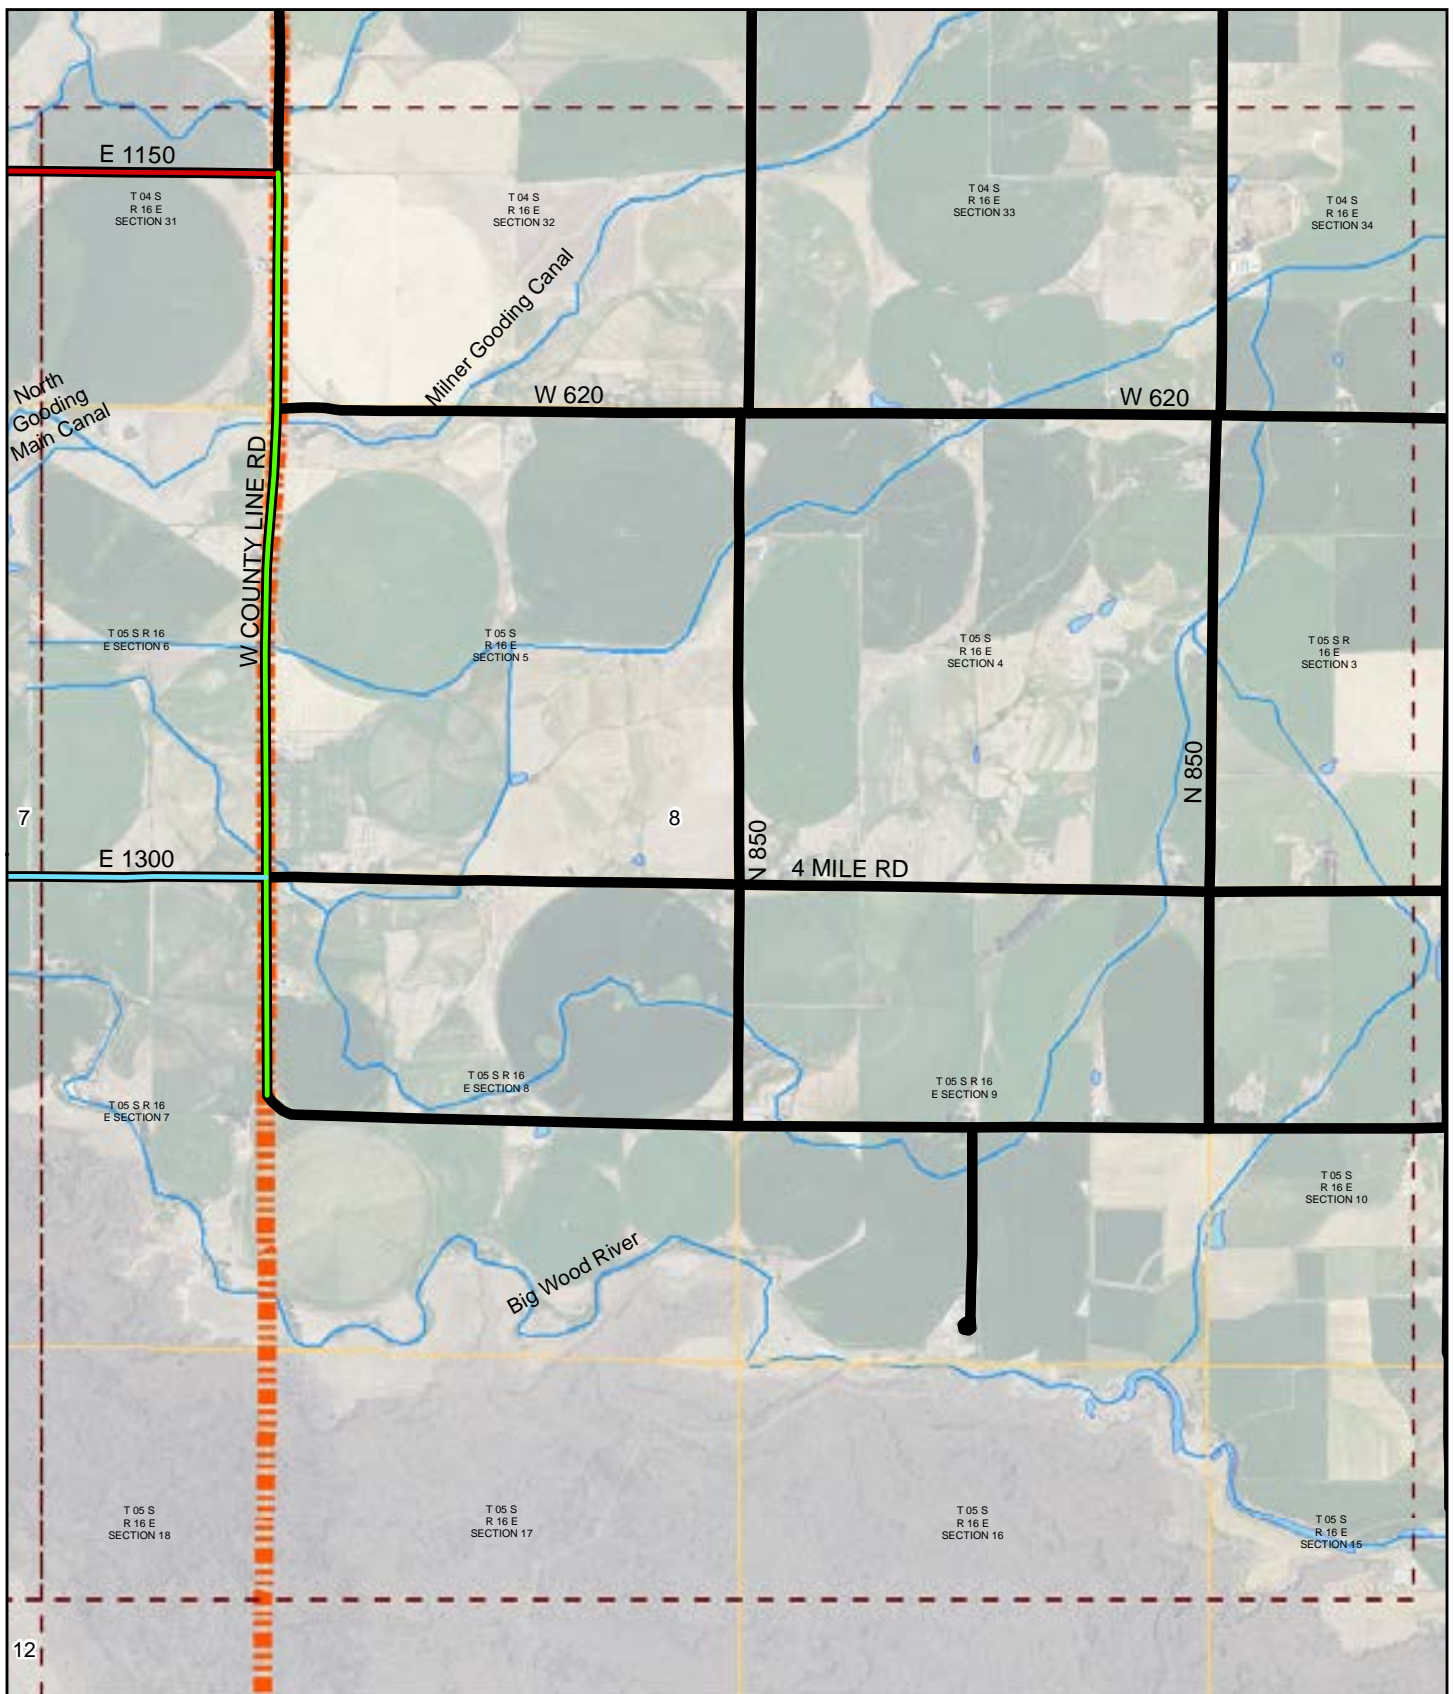 E 1150
T 04 S
R 16 E
SECTION 31
T 04 S
R 16 E
SECTION 32
T 04 S
R 16 E
SECTION 33
T 04 S
R 16 E
SECTION 34
Milner Gooding Canal
North
Gooding
Main Canal
W 620
W 620
W COUNTY LINE RD
T 05 S R 16
E SECTION 6
T 05 S
R 16 E
SECTION 5
T 05 S
R 16 E
SECTION 4
T 05 S R
16 E
SECTION 3
N 850
7
8
N 850
E 1300
4 MILE RD
T 05 S R 16
E SECTION 8
T 05 S R 16
E SECTION 9
T 05 S R 16
E SECTION 7
T 05 S
R 16 E
SECTION 10
Big Wood River
T 05 S
R 16 E
SECTION 18
T 05 S
R 16 E
SECTION 17
T 05 S
R 16 E
SECTION 16
T 05 S
R 16 E
SECTION 15
12